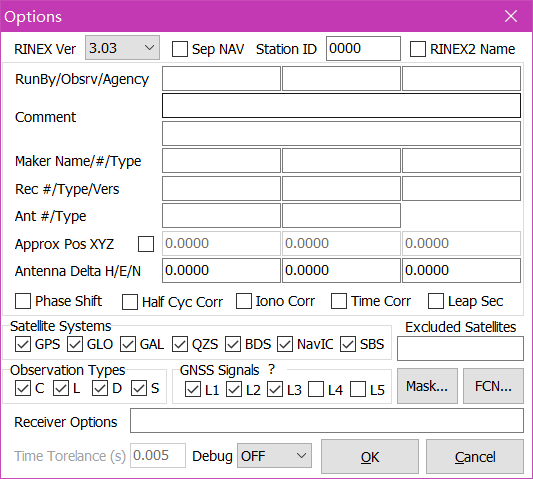 Options
RINEX Ver 3.03 Sep NAV Station ID 0000 RINEX2 Name
RunBy/Obsrv/Agency
Comment
Maker Name/#/Type
Rec #/Type/Vers
Ant #/Type
Approx Pos XYZ 0.0000 0.0000 0.0000
Antenna Delta H/E/N 0.0000 0.0000 0.0000
Phase Shift Half Cyc Corr Iono Corr Time Corr Leap Sec
Satellite Systems Excluded Satellites
GPS GLO GAL QZS BDS NavIC SBS
Observation Types GNSS Signals ?
C L D S L1 L2 L3 L4 L5 Mask... FCN...
Receiver Options
Time Torelance (s) 0.005 Debug OFF OK Cancel